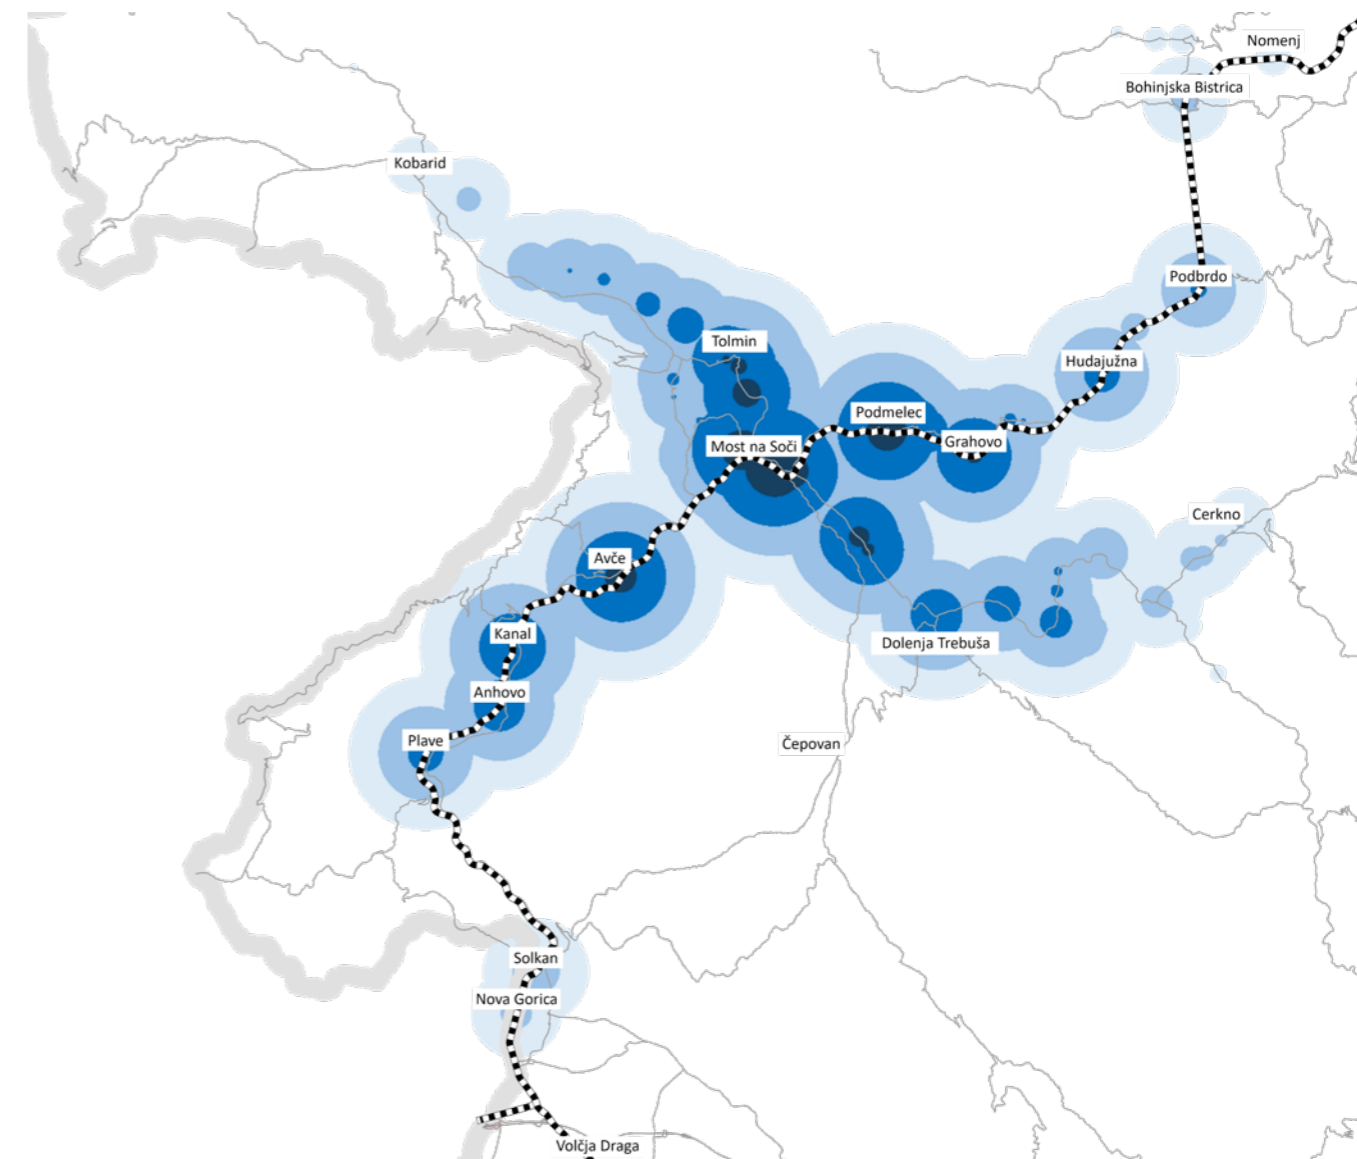 Nomenj
Bohinjska Bistrica
Kobarid
Podbrdo
Tolmin
Hudajužna
Podmelec
Grahovo
Most na Soči
Cerkno
Avče
Kanal
Dolenja Trebuša
Anhovo
Plave
Čepovan
Solkan
Nova Gorica
Volčja Draga